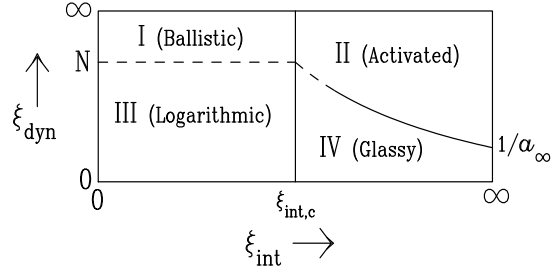 ∞
I (Ballistic)
II (Activated)
N
ξdyn
III (Logarithmic)
IV (Glassy)
1/a∞
0
0
ξint,c
∞
ξint